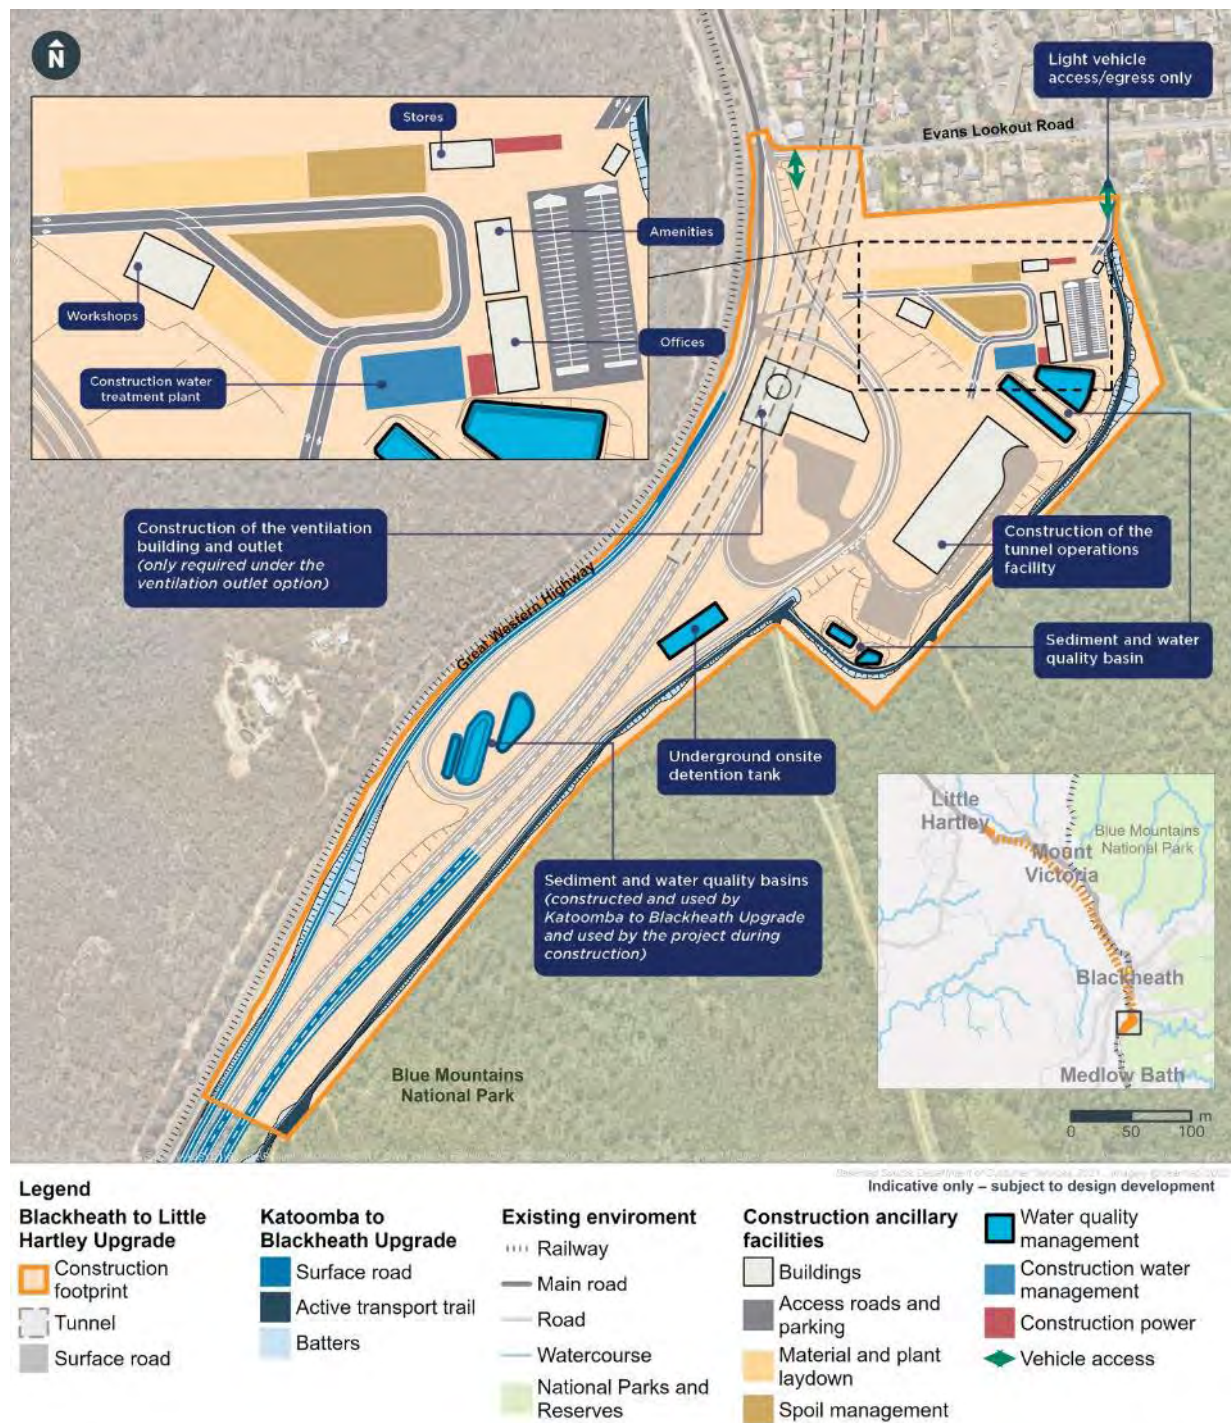 N
Light vehicle
access/egress only
Evans Lookout Road
Stores
Amenities
Workshops
Offices
Construction water
treatment plant
Construction of the ventilation
building and outlet
(only required under the
ventilation outlet option)
Great Western Highway
Construction of the
tunnel operations
facility
Sediment and water
quality basin
Underground onsite
detention tank
Sediment and water quality basins
(constructed and used by
Katoomba to Blackheath Upgrade
and used by the project during
construction)
Blue Mountains
National Park
Little
Hartley
Blue Mountains
National Park
Mount
Victoria
Blackheath
Medlow Bath
m
0 50 100
Indicative only – subject to design development
Legend
Blackheath to Little
Hartley Upgrade
Construction
footprint
Tunnel
Surface road
Katoomba to
Blackheath Upgrade
Surface road
Active transport trail
Batters
Existing enviroment
Railway
Main road
Road
Watercourse
National Parks and
Reserves
Construction ancillary
facilities
Buildings
Access roads and
parking
Material and plant
laydown
Spoil management
Water quality
management
Construction water
management
Construction power
Vehicle access